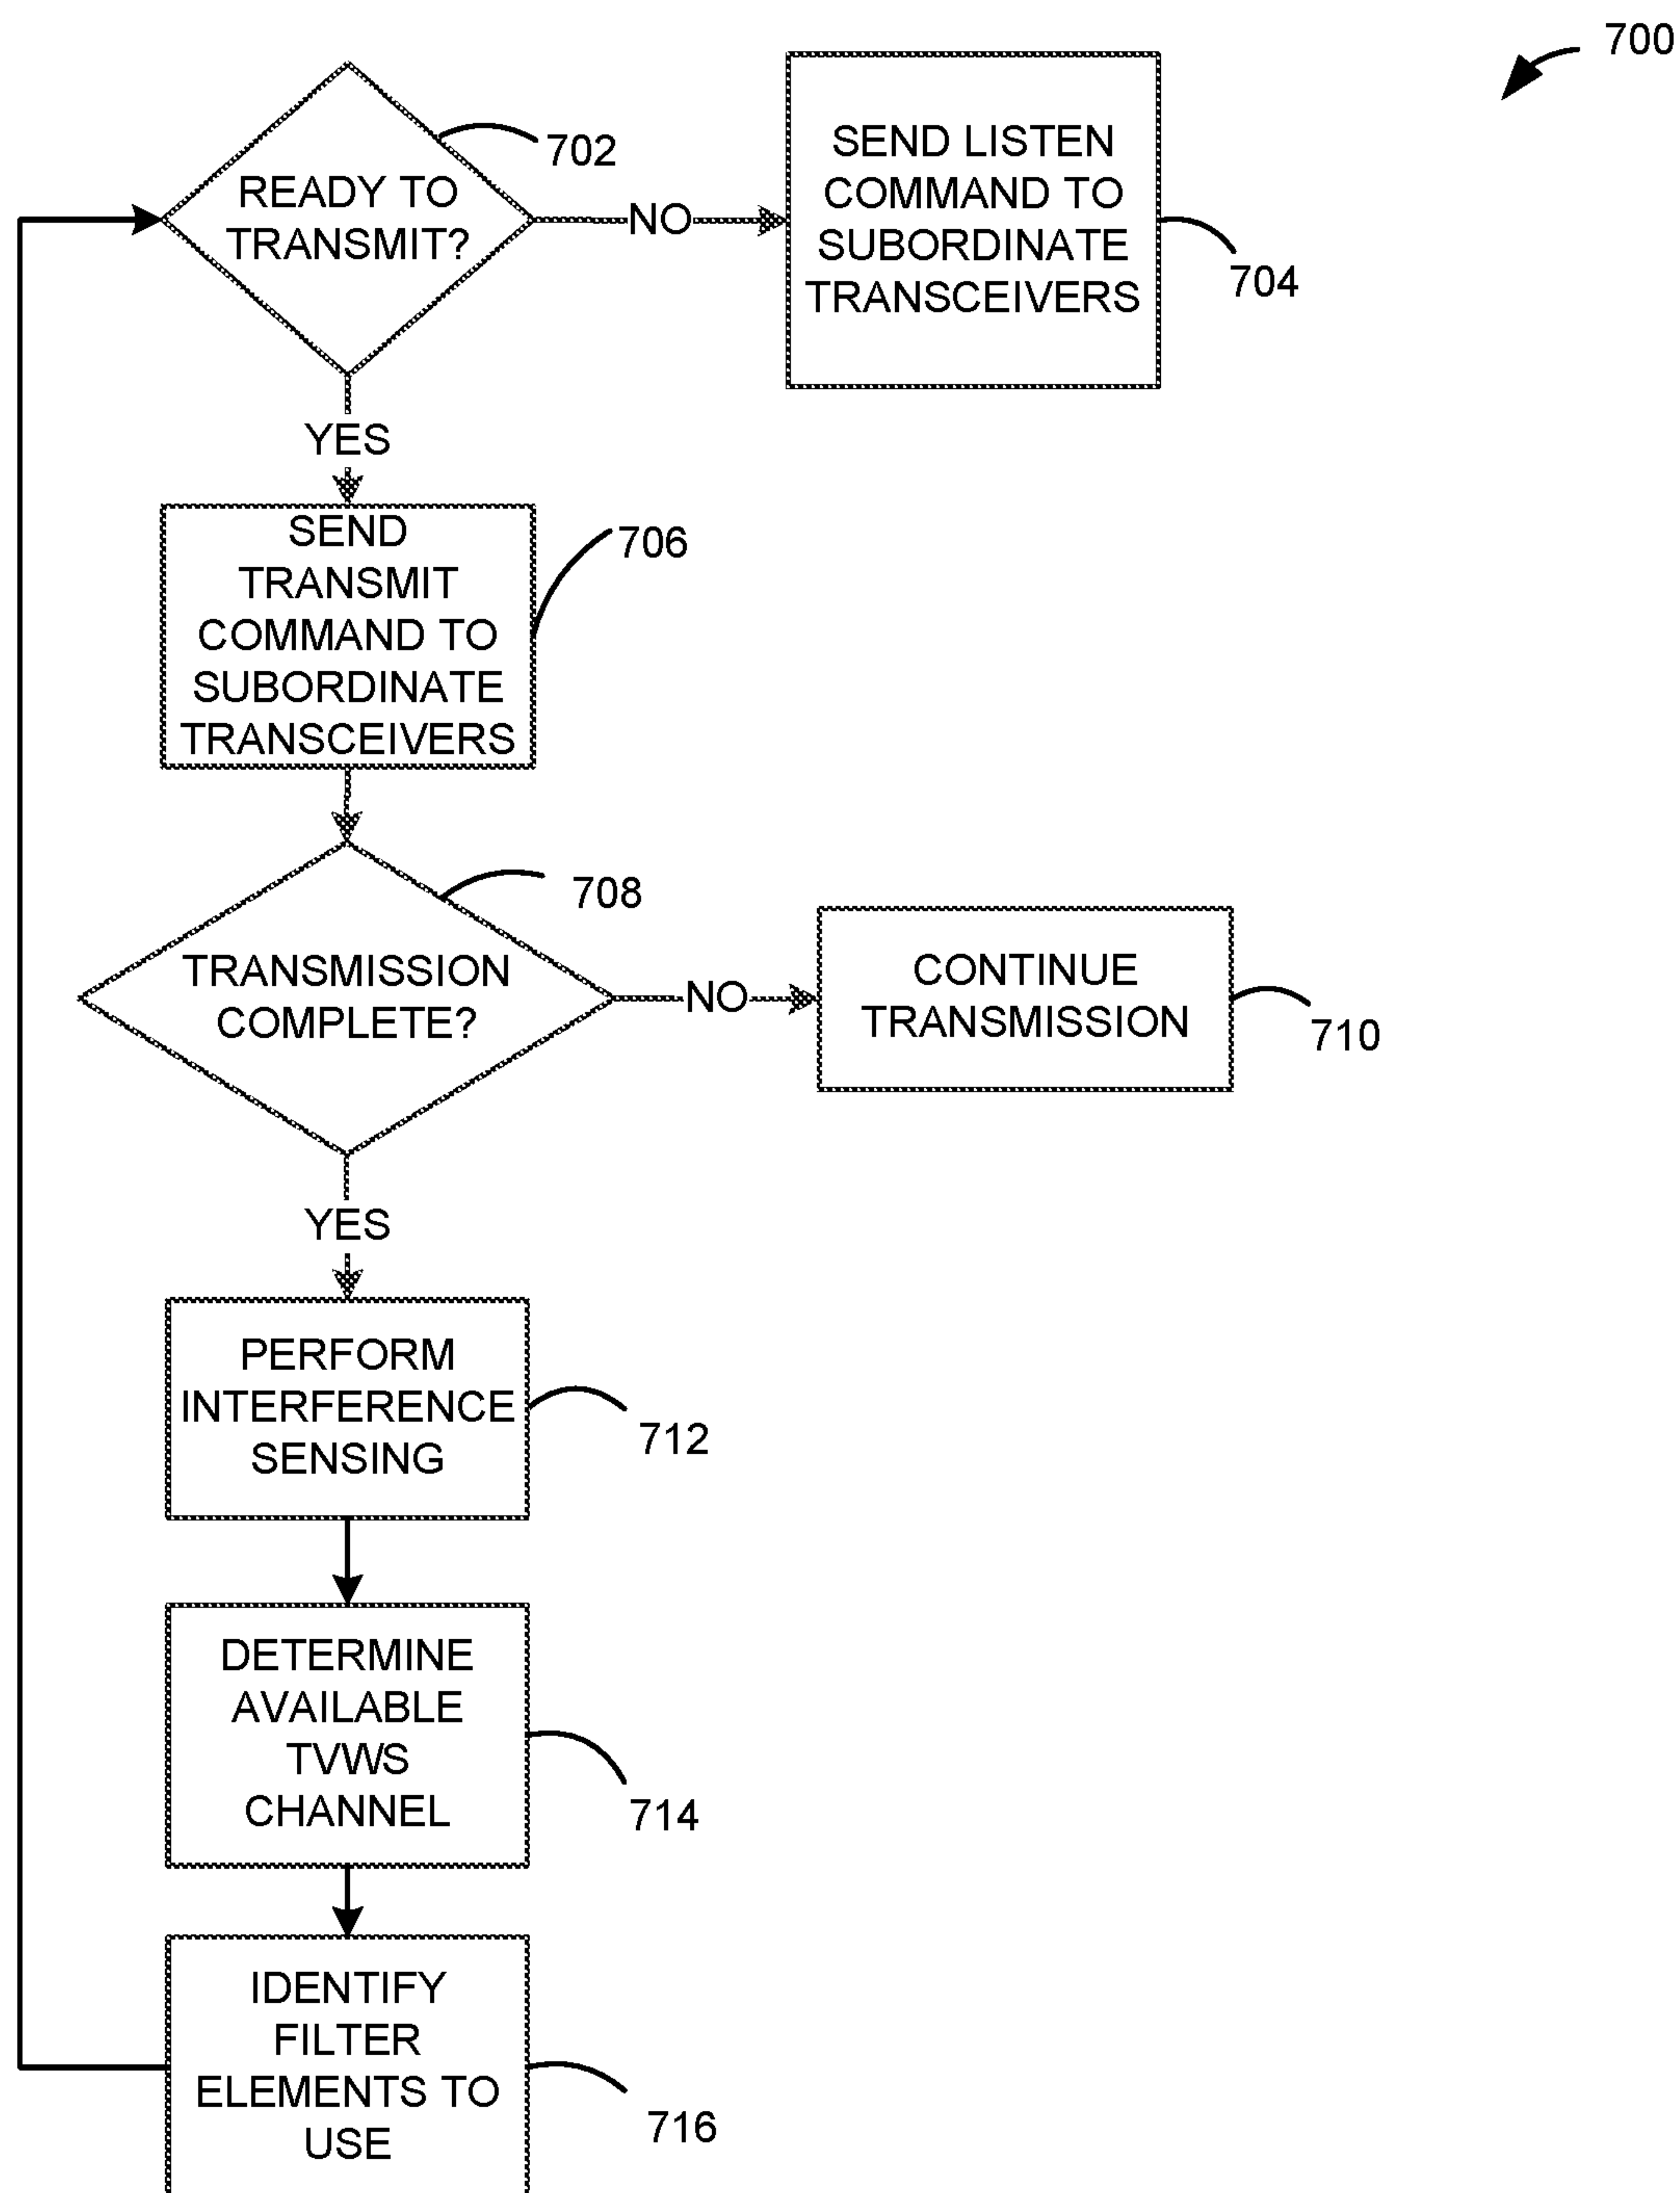 700
READY TO
TRANSMIT?
702
NO
SEND LISTEN
COMMAND TO
SUBORDINATE
TRANSCEIVERS
704
YES
SEND
TRANSMIT
COMMAND TO
SUBORDINATE
TRANSCEIVERS
706
TRANSMISSION
COMPLETE?
708
NO
CONTINUE
TRANSMISSION
710
YES
PERFORM
INTERFERENCE
SENSING
712
DETERMINE
AVAILABLE
TVWS
CHANNEL
714
IDENTIFY
FILTER
ELEMENTS TO
USE
716